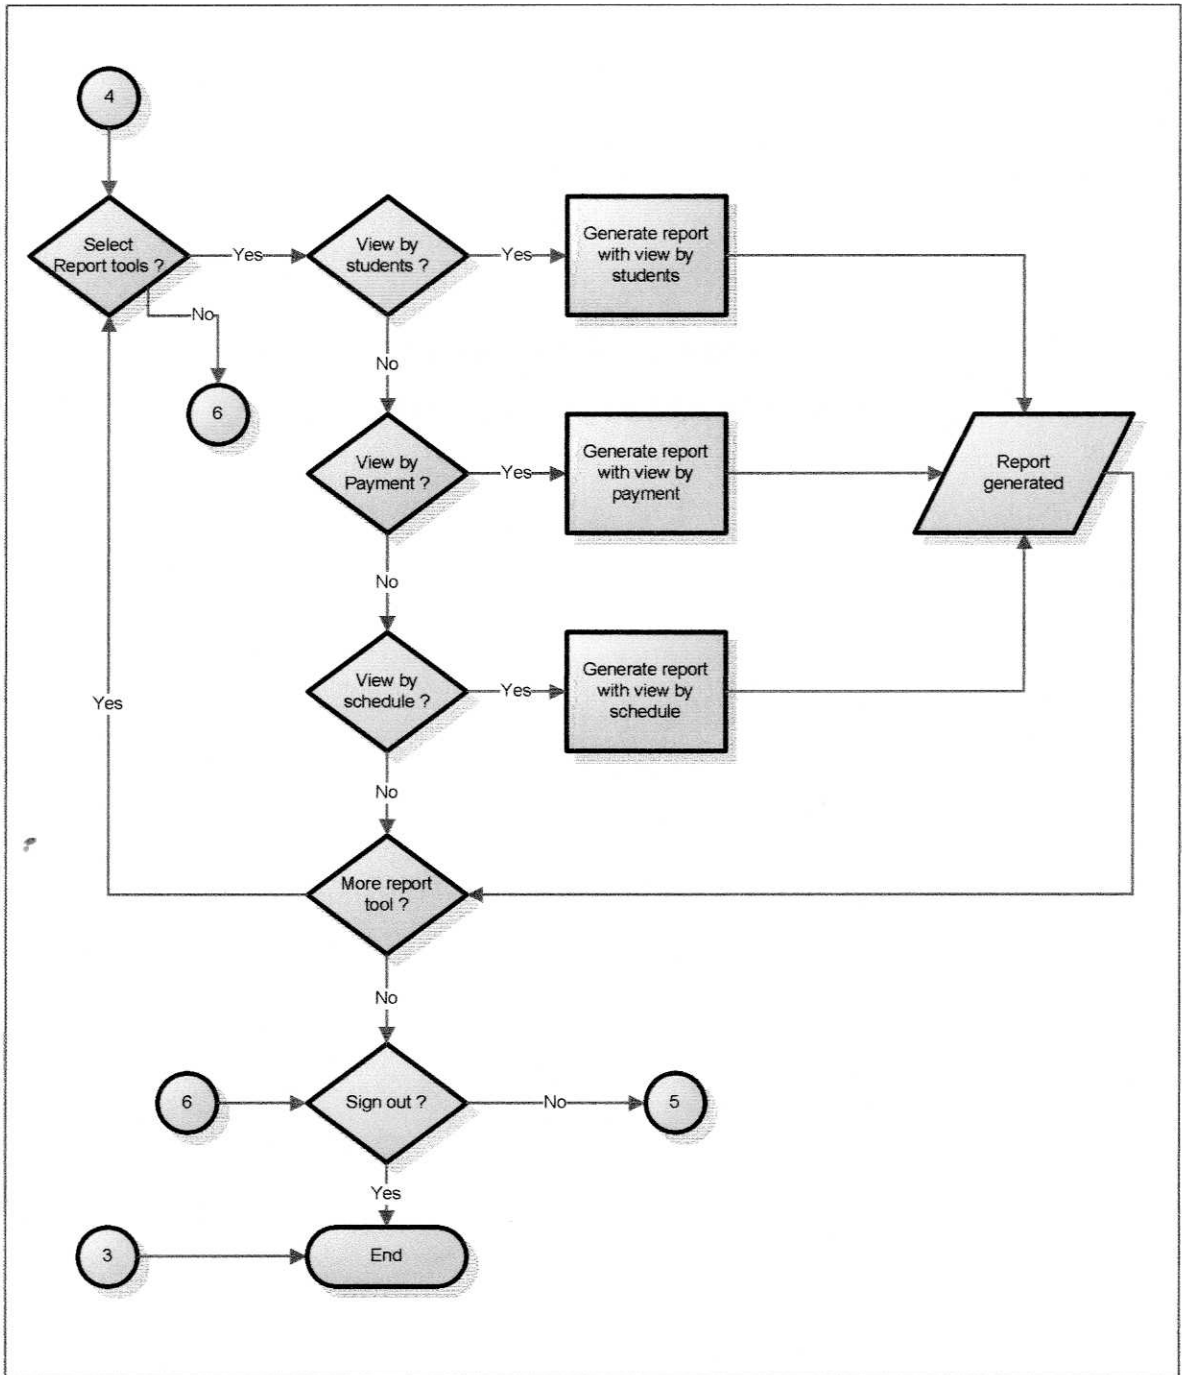 4
Select
Report tools ?
Yes
View by
students ?
Yes
Generate report
with view by
students
No
6
No
View by
Payment ?
Yes
Generate report
with view by
payment
Report
generated
No
View by
schedule ?
Yes
Generate report
with view by
schedule
Yes
No
More report
tool ?
No
6
Sign out ?
No
5
Yes
3
End